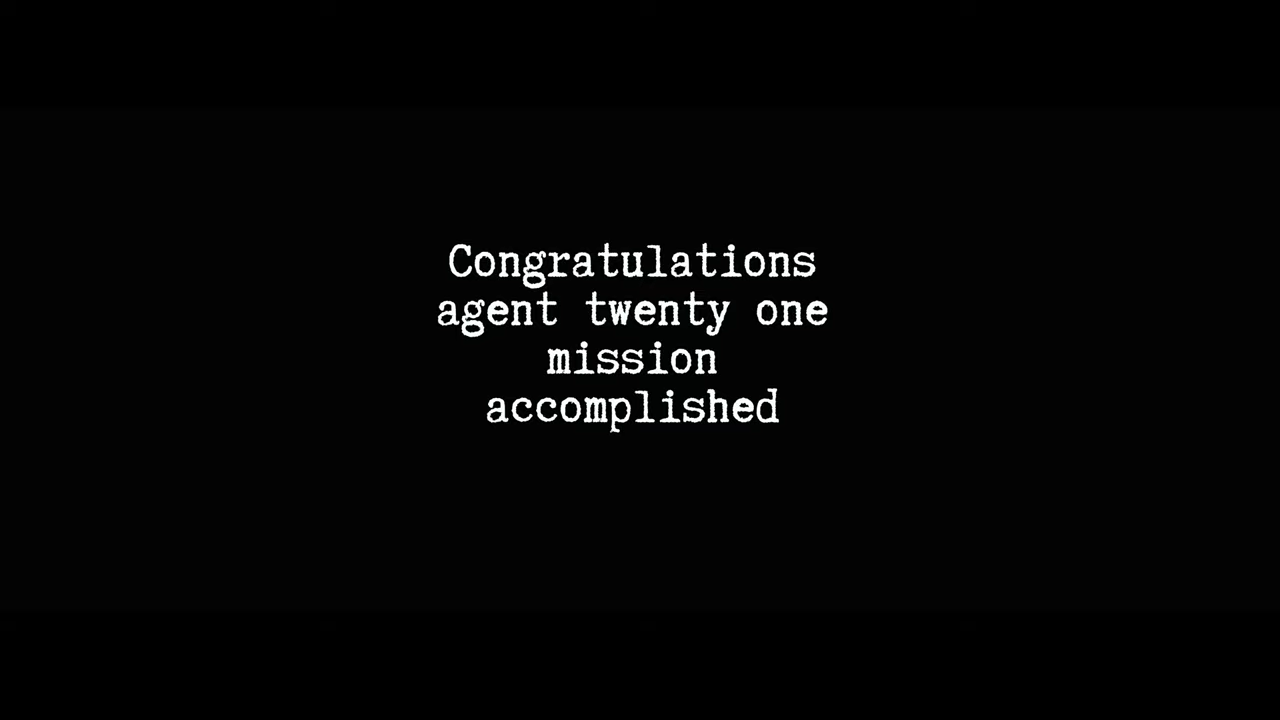 Congratulations
agent twenty one
mission
accomplished